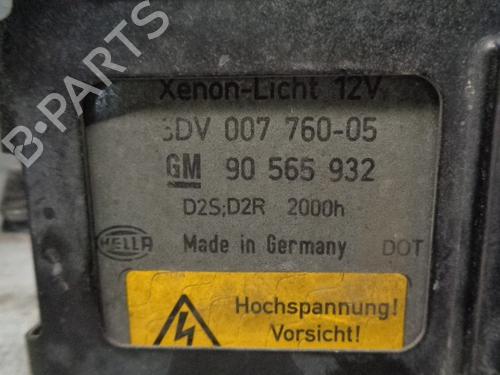 B-PARTS
Xenon-Licht 12V
5DV 007 760-05
GM 90 565 932
D2S;D2R 2000h
HELLA Made in Germany DOT
Hochspannung!
Vorsicht!